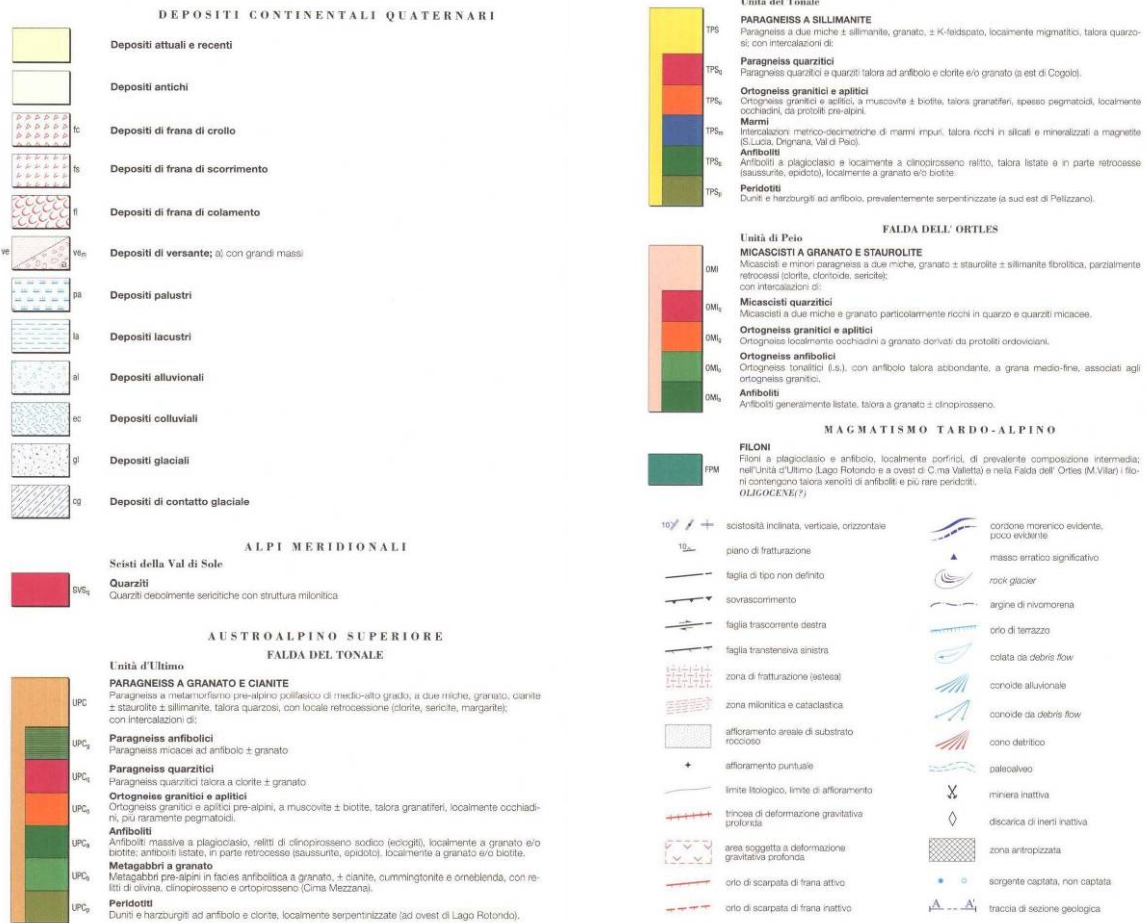 DEPOSITI CONTINENTALI QUATERNARI
Depositi attuali e recenti
Depositi antichi
fc Depositi di frana di crollo
fs Depositi di frana di scorrimento
fl Depositi di frana di colamento
ve a) vem Depositi di versante; a) con grandi massi
pa Depositi palustri
la Depositi lacustri
al Depositi alluvionali
ec Depositi colluviali
gl Depositi glaciali
cg Depositi di contatto glaciale
ALPI MERIDIONALI
Scisti della Val di Sole
SVSq Quarziti
Quarziti debolmente sericitiche con struttura milonitica
AUSTROALPINO SUPERIORE
FALDA DEL TONALE
Unità d'Ultimo
PARAGNEISS A GRANATO E CIANITE
UPC Paragneiss a metamorfismo pre-alpino polifasico di medio-alto grado, a due miche, granato, cianite
± staurolite ± sillimanite, talora quarzosi, con locale retrocessione (clorite, sericite, margarite);
con intercalazioni di:
Paragneiss anfibolici
Paragneiss micacei ad anfibolo ± granato
Paragneiss quarzitici
Paragneiss quarzitici talora a clorite ± granato
Ortogneiss granitici e aplitici
Ortogneiss granitici e aplitici pre-alpini, a muscovite ± biotite, talora granatiferi, localmente occhiadi-
ni, più raramente pegmatoidi.
Anfiboliti
Anfiboliti massive a plagioclasio, relitti di clinopirosseno sodico (eclogiti), localmente a granato e/o
biotite; anfiboliti listate, in parte retrocesse (saussurite, epidoto), localmente a granato e/o biotite.
Metagabbri a granato
Metagabbri pre-alpini in facies anfibolitica a granato, ± cianite, cummingtonite e orneblenda, con re-
litti di olivina, clinopirosseno e ortopirosseno (Cima Mezzana).
UPCp Peridotiti
Duniti e harzburgiti ad anfibolo e clorite, localmente serpentinizzate (ad ovest di Lago Rotondo).
Unità del Tonale
PARAGNEISS A SILLIMANITE
TPS Paragneiss a due miche ± sillimanite, granato, ± K-feldspato, localmente migmatitici, talora quarzo-
si; con intercalazioni di:
Paragneiss quarzitici
TPSq Paragneiss quarzitici e quarziti talora ad anfibolo e clorite e/o granato (a est di Cogolo).
Ortogneiss granitici e aplitici
Ortogneiss granitici e aplitici, a muscovite ± biotite, talora granatiferi, spesso pegmatoidi, localmente
occhiadini, da protoliti pre-alpini.
Marmi
TPSm Intercalazioni metrico-decimetriche di marmi impuri, talora ricchi in silicati e mineralizzati a magnetite
(S.Lucia, Drignana, Val di Peio).
Anfiboliti
Anfiboliti a plagioclasio e localmente a clinopirosseno relitto, talora listate e in parte retrocesse
(saussurite, epidoto), localmente a granato e/o biotite.
TPSp Peridotiti
Duniti e harzburgiti ad anfibolo, prevalentemente serpentinizzate (a sud est di Pellizzano).
FALDA DELL' ORTLES
Unità di Peio
MICASCISTI A GRANATO E STAUROLITE
OMI Micascisti e minori paragneiss a due miche, granato ± staurolite ± sillimanite fibrolitica, parzialmente
retrocessi (clorite, cloritoide, sericite);
con intercalazioni di:
Micascisti quarzitici
OMIq Micascisti a due miche e granato particolarmente ricchi in quarzo e quarziti micacee.
Ortogneiss granitici e aplitici
Ortogneiss localmente occhiadini a granato derivati da protoliti ordoviciani.
Ortogneiss anfibolici
Ortogneiss tonalitici (l.s.), con anfibolo talora abbondante, a grana medio-fine, associati agli
ortogneiss granitici.
Anfiboliti
Anfiboliti generalmente listate, talora a granato ± clinopirosseno.
MAGMATISMO TARDO-ALPINO
FILONI
FPM Filoni a plagioclasio e anfibolo, localmente porfirici, di prevalente composizione intermedia;
nell'Unità d'Ultimo (Lago Rotondo e a ovest di C.ma Valletta) e nella Falda dell' Ortles (M.Villar) i filo-
ni contengono talora xenoliti di anfiboliti e più rare peridotiti.
OLIGOCENE(?)
10 scistosità inclinata, verticale, orizzontale
10 piano di fratturazione
faglia di tipo non definito
sovrascorrimento
faglia trascorrente destra
faglia transtensiva sinistra
zona di fratturazione (estesa)
zona milonitica e cataclastica
affioramento areale di substrato
roccioso
affioramento puntuale
limite litologico, limite di affioramento
trincea di deformazione gravitativa
profonda
area soggetta a deformazione
gravitativa profonda
orlo di scarpata di frana attivo
orlo di scarpata di frana inattivo
cordone morenico evidente,
poco evidente
masso erratico significativo
rock glacier
argine di nivomorena
orlo di terrazzo
colata da debris flow
conoide alluvionale
conoide da debris flow
cono detritico
paleoalveo
miniera inattiva
discarica di inerti inattiva
zona antropizzata
sorgente captata, non captata
A A' traccia di sezione geologica